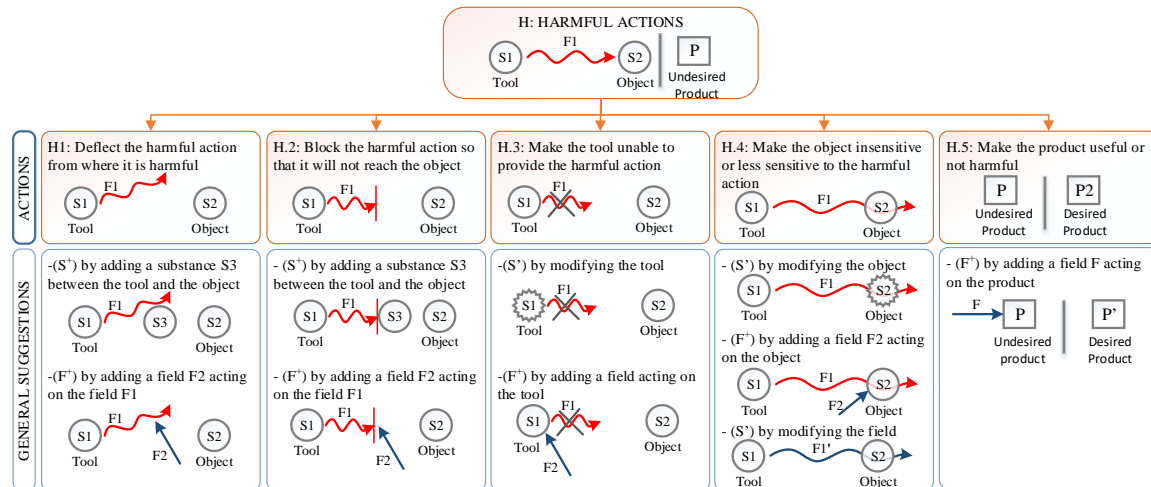 H: HARMFUL ACTIONS
F1
S1
S2
P
Tool
Object
Undesired
Product
ACTIONS
H1: Deflect the harmful action
from where it is harmful
F1
S1
S2
Tool
Object
H.2: Block the harmful action so
that it will not reach the object
F1
S1
S2
Tool
Object
H.3: Make the tool unable to
provide the harmful action
F1
S1
S2
Tool
Object
H.4: Make the object insensitive
or less sensitive to the harmful
action
F1
S1
S2
Tool
Object
H.5: Make the product useful or
not harmful
P
P2
Undesired
Product
Desired
Product
GENERAL SUGGESTIONS
-(S⁺) by adding a substance S3
between the tool and the object
F1
S1
S3
S2
Tool
Object
-(F⁺) by adding a field F2 acting
on the field F1
F1
S1
S2
Tool
F2
Object
- (S⁺) by adding a substance S3
between the tool and the object
F1
S1
S3
S2
Tool
Object
- (F⁺) by adding a field F2 acting
on the field F1
F1
S1
S2
Tool
F2
Object
-(S’) by modifying the tool
F1
S1
S2
Tool
Object
-(F⁺) by adding a field acting on
the tool
F1
S1
S2
Tool
F2
Object
- (S’) by modifying the object
F1
S1
S2
Tool
Object
- (F⁺) by adding a field F2 acting
on the object
F1
S1
S2
F2
Tool
Object
- (S’) by modifying the field
F1'
S1
S2
Tool
Object
- (F⁺) by adding a field F acting
on the product
F
P
P’
Undesired
product
Desired
Product